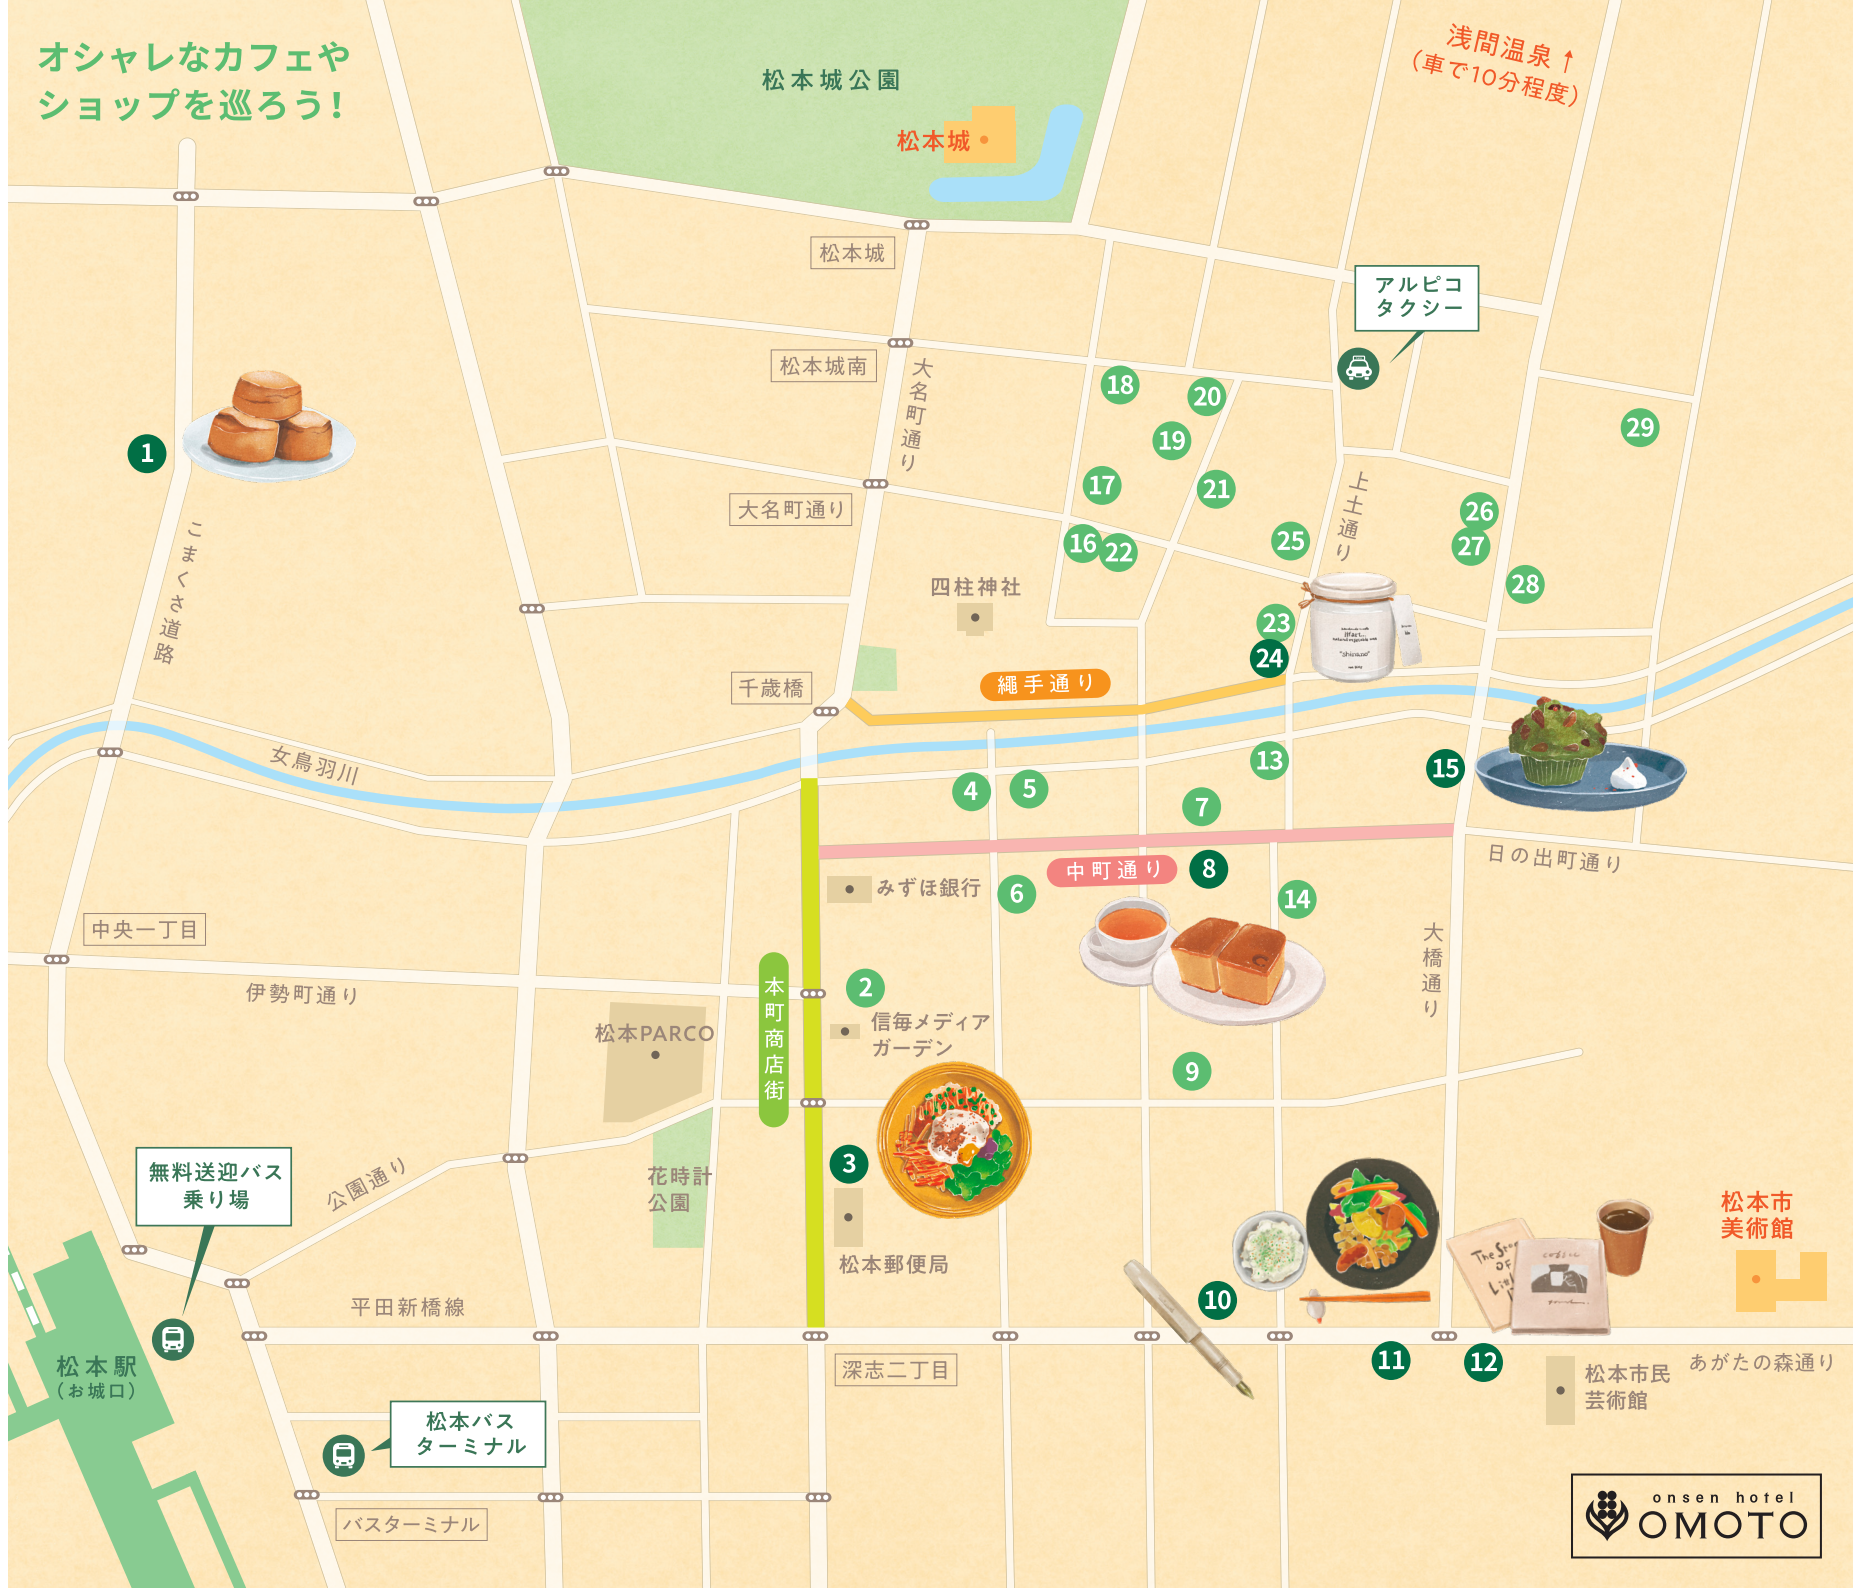 オシャレなカフェや
ショップを巡ろう!
松本城公園
松本城
浅間温泉↑
(車で10分程度)
松本城
アルピコ
タクシー
松本城南
大名町通り
18
20
19
29
1
17
21
大名町通り
上土通り
26
27
25
16
22
28
こまくさ道路
四柱神社
23
24
千歳橋
縄手通り
女鳥羽川
13
15
4
5
7
日の出町通り
中町通り
8
みずほ銀行
6
14
中央一丁目
大橋通り
伊勢町通り
本町商店街
2
信毎メディア
ガーデン
松本PARCO
9
無料送迎バス
乗り場
公園通り
花時計
公園
3
松本郵便局
10
The Stor
OF
松本市
美術館
平田新橋線
松本駅
(お城口)
深志二丁目
11
12
松本市民
芸術館
あがたの森通り
松本バス
ターミナル
バスターミナル
onsen hotel
OMOTO